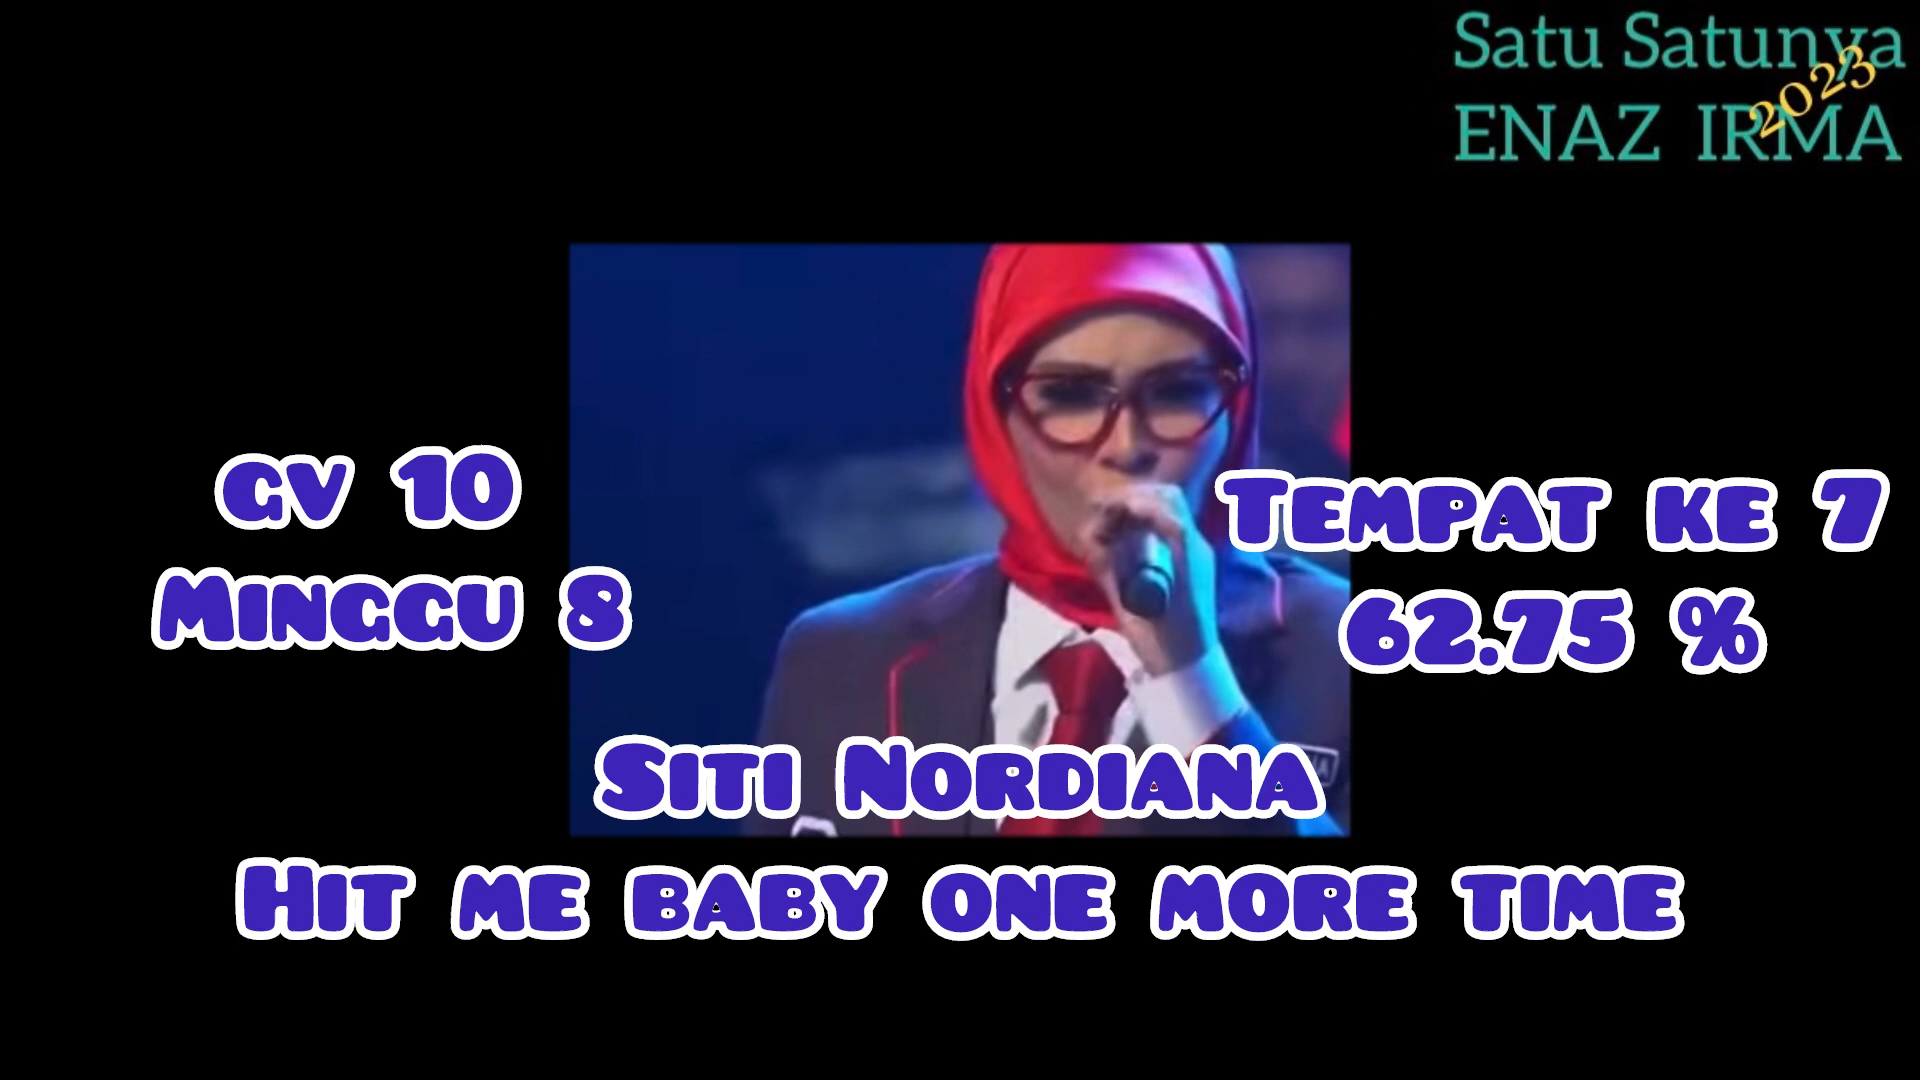 Satu Satunya
2023
ENAZ IRMA
GV 10
MINGGU 8
TEMPAT KE 7
62.75 %
SITI NORDIANA
HIT ME BABY ONE MORE TIME